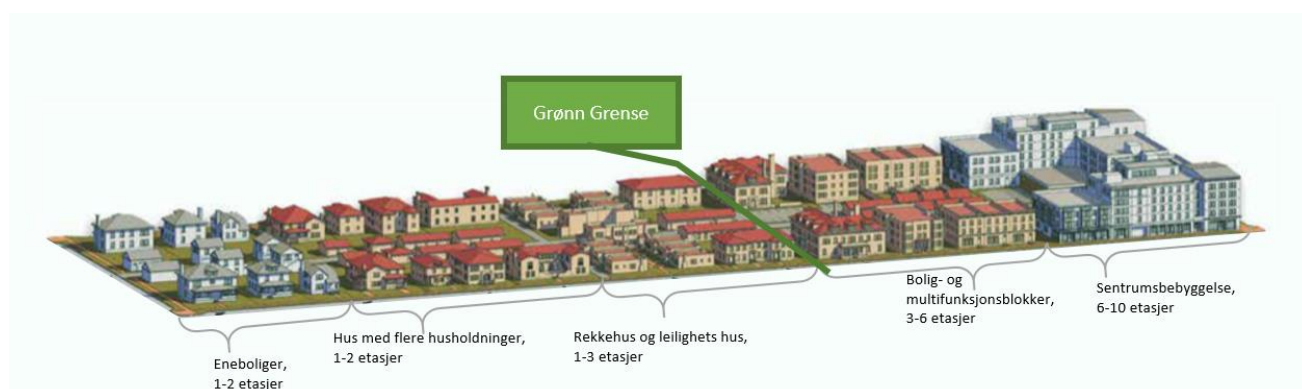 Grønn Grense
Eneboliger,
1-2 etasjer
Hus med flere husholdninger,
1-2 etasjer
Rekkehus og leilighets hus,
1-3 etasjer
Bolig- og
multifunksjonsblokker,
3-6 etasjer
Sentrumsbebyggelse,
6-10 etasjer